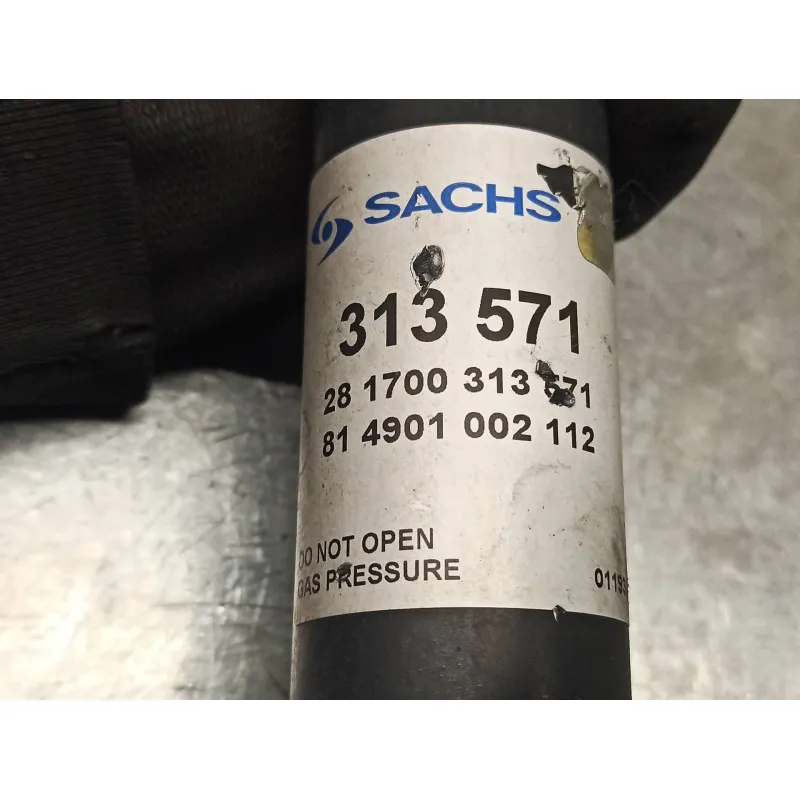 SACHS
313 571
28 1700 313 571
81 4901 002 112
DO NOT OPEN
GAS PRESSURE